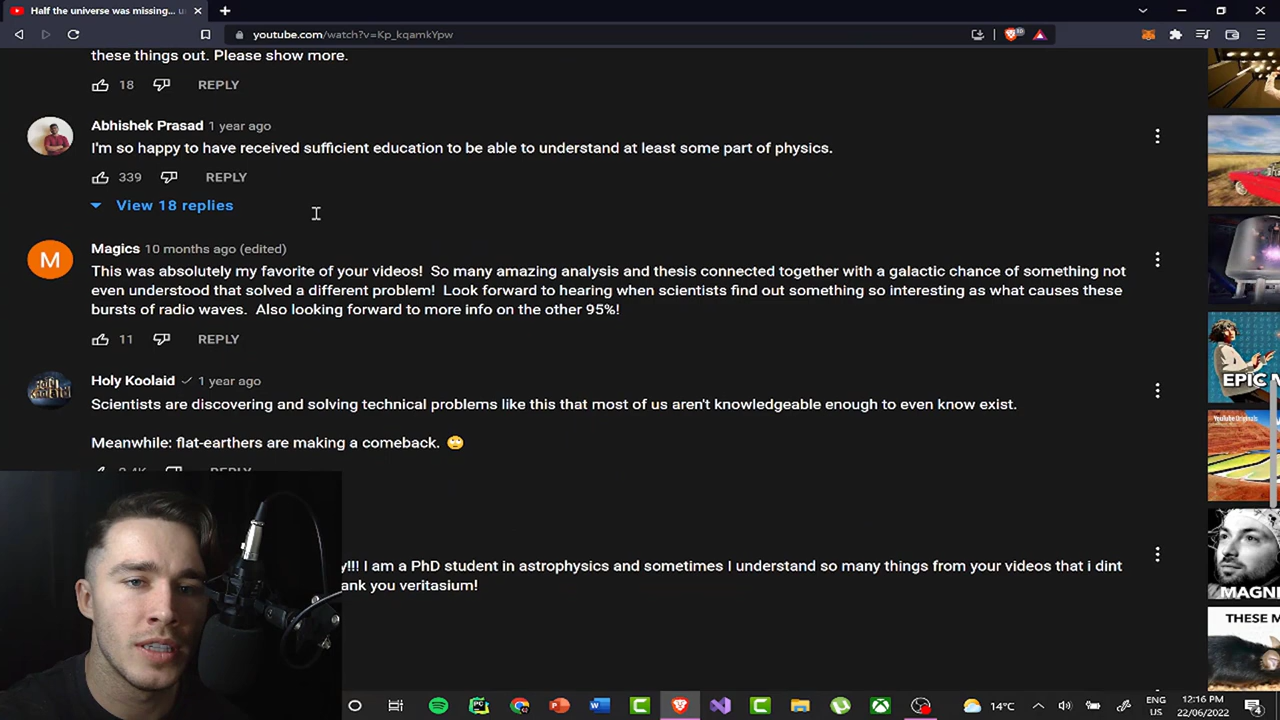 Half the universe was missing... u
youtube.com/watch?v=Kp_kqamkYpw
these things out. Please show more.
18 REPLY
Abhishek Prasad 1 year ago
I'm so happy to have received sufficient education to be able to understand at least some part of physics.
339 REPLY
View 18 replies
Magics 10 months ago (edited)
M
This was absolutely my favorite of your videos! So many amazing analysis and thesis connected together with a galactic chance of something not
even understood that solved a different problem! Look forward to hearing when scientists find out something so interesting as what causes these
bursts of radio waves. Also looking forward to more info on the other 95%!
11 REPLY
EPIC M
Holy Koolaid 1 year ago
Scientists are discovering and solving technical problems like this that most of us aren't knowledgeable enough to even know exist.
YouTube Originals
Meanwhile: flat-earthers are making a comeback. 🙄
2.4K REPLY
y!!! I am a PhD student in astrophysics and sometimes I understand so many things from your videos that i dint
ank you veritasium!
MAGNE
THESE M
14°C
ENG
US
12:16 PM
22/06/2022
4